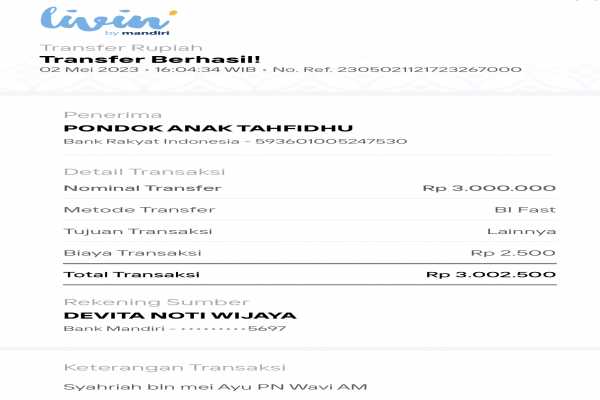 livin'
by mandiri
Transfer Rupiah
Transfer Berhasil!
02 Mei 2023 • 16:04:34 WIB • No. Ref. 2305021121723267000
Penerima
PONDOK ANAK TAHFIDHU
Bank Rakyat Indonesia - 593601005247530
Detail Transaksi
Nominal Transfer Rp 3.000.000
Metode Transfer BI Fast
Tujuan Transaksi Lainnya
Biaya Transaksi Rp 2.500
Total Transaksi Rp 3.002.500
Rekening Sumber
DEVITA NOTI WIJAYA
Bank Mandiri - •••••••••5697
Keterangan Transaksi
Syahriah bln mei Ayu PN Wavi AM